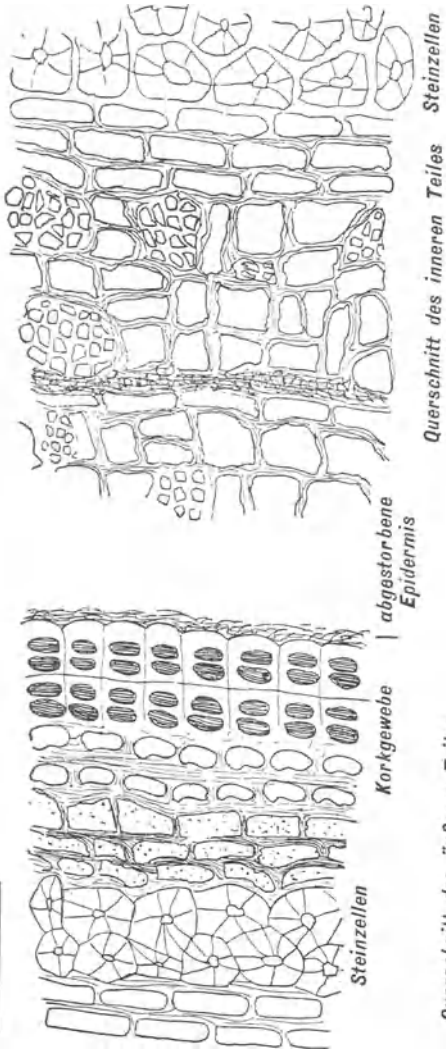 Steinzellen
Korkgewebe
abgestorbene
Epidermis
Querschnitt des inneren Teiles Steinzellen